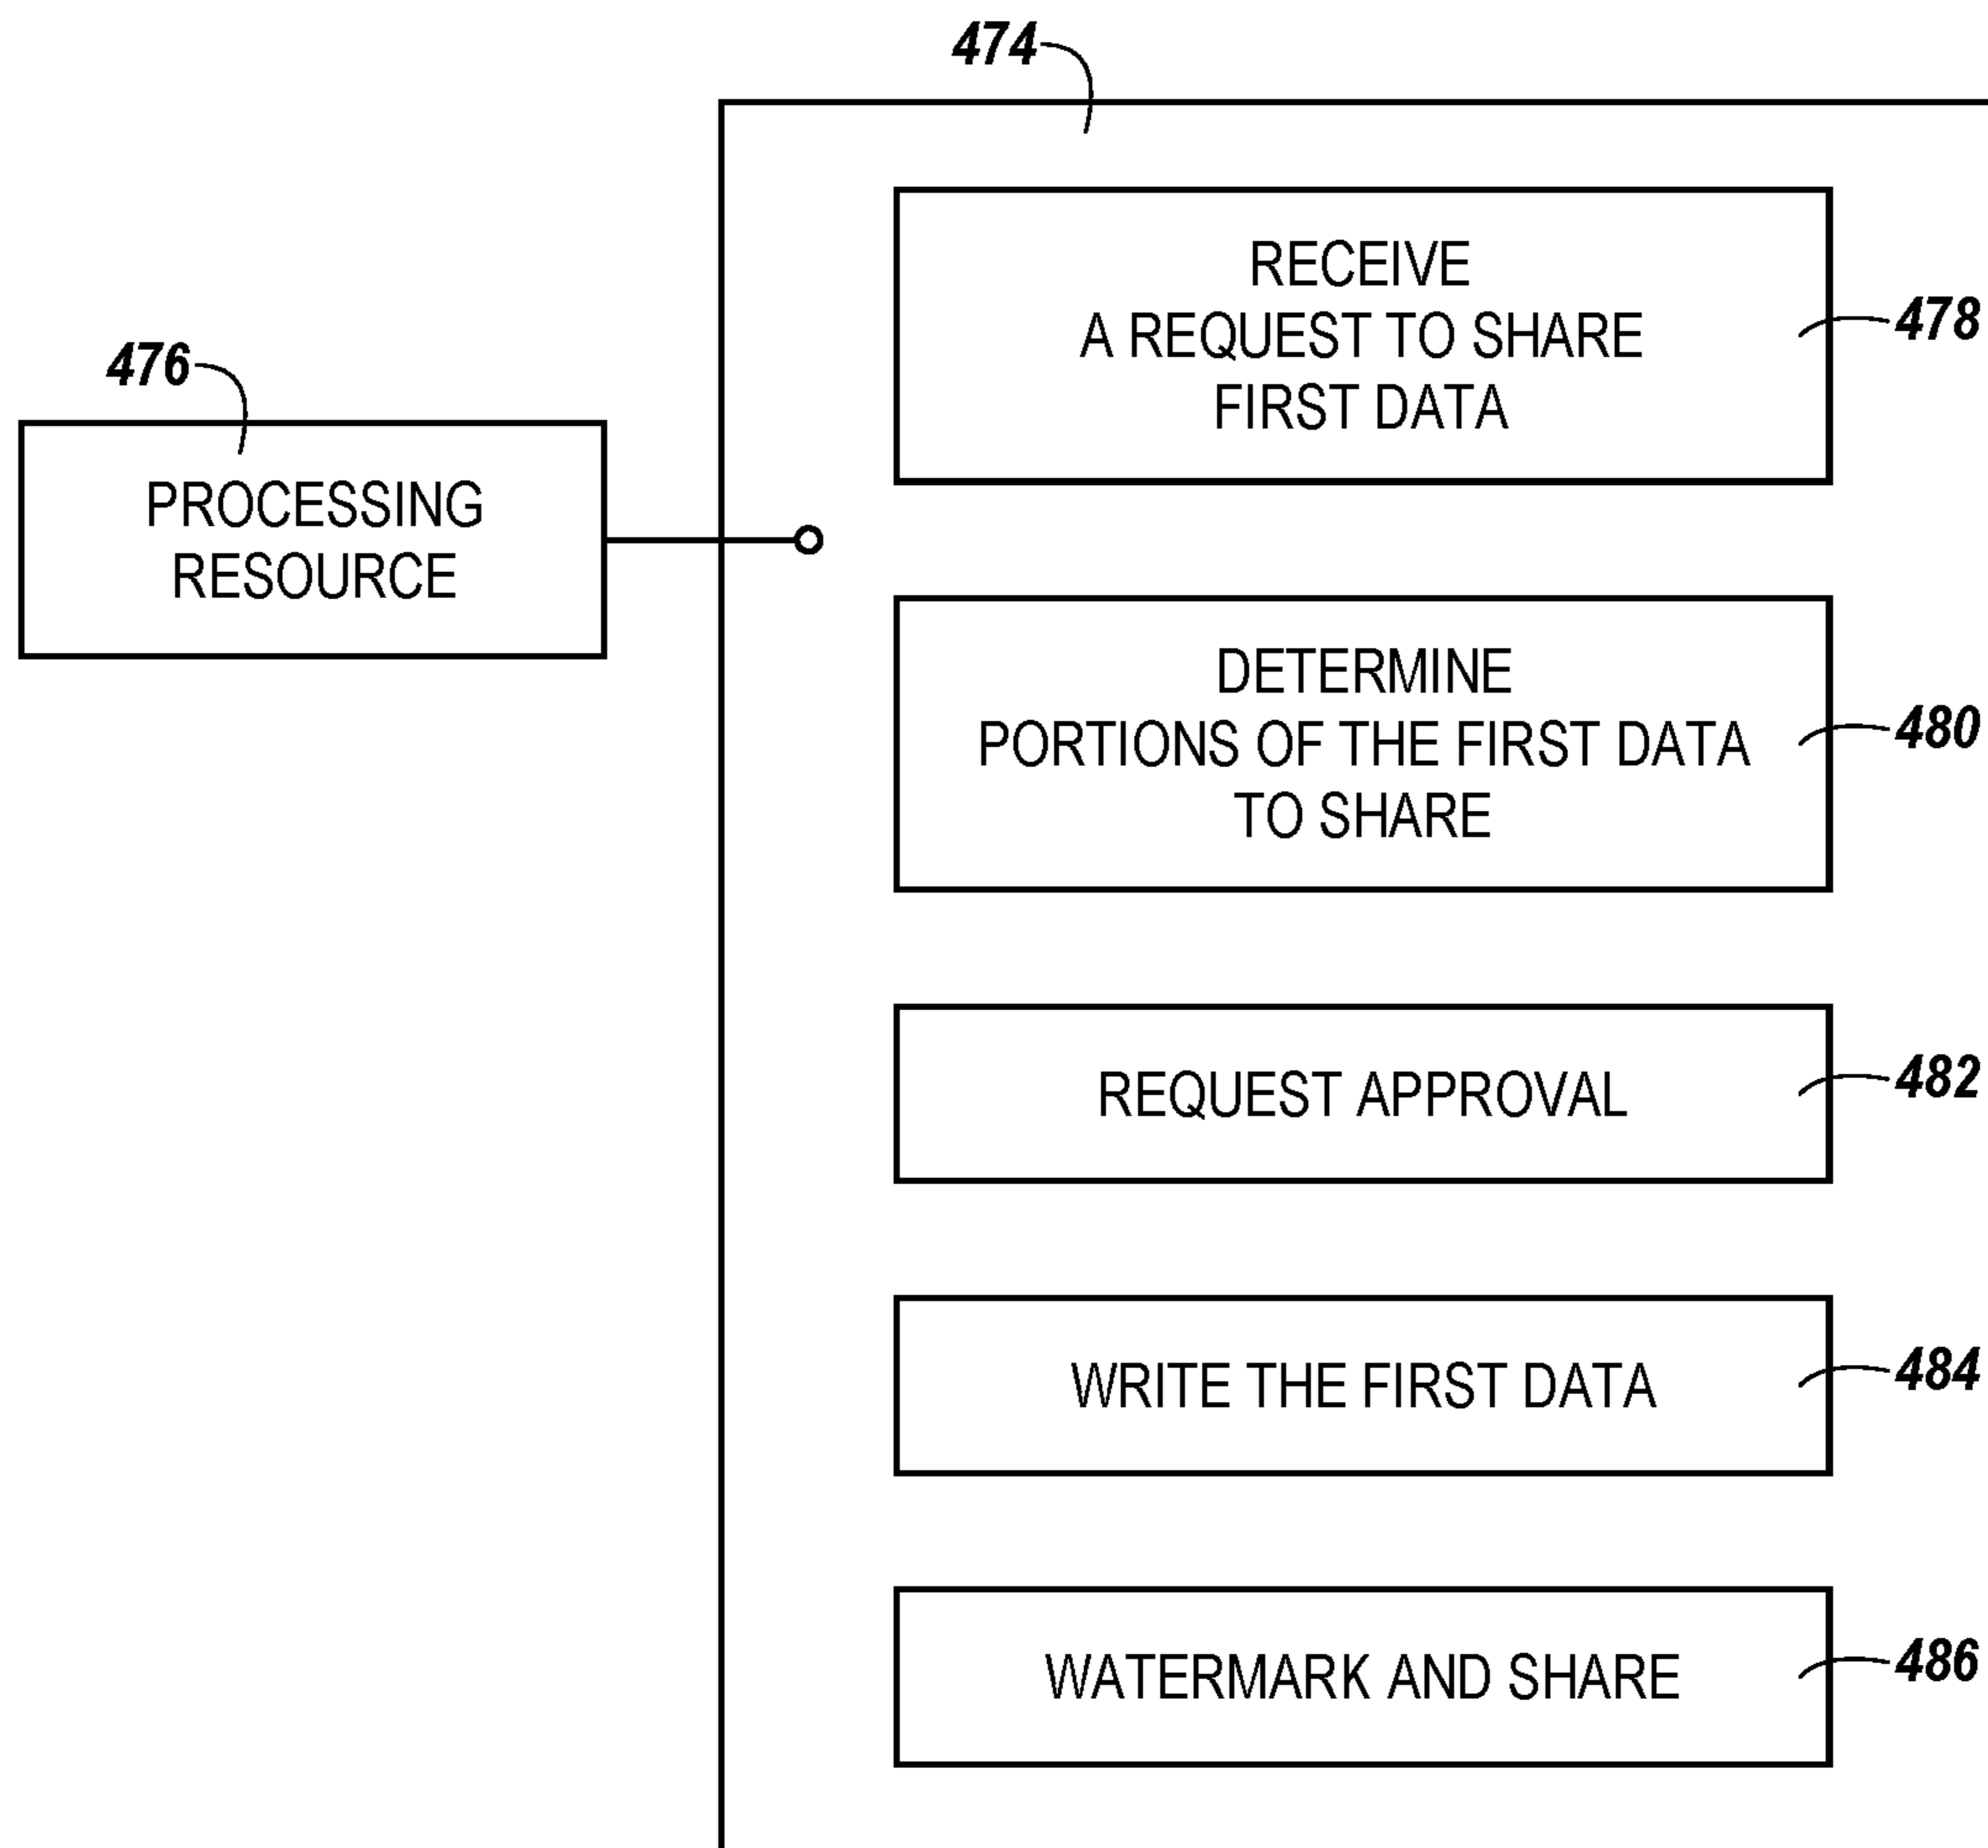 474
RECEIVE
A REQUEST TO SHARE
FIRST DATA
478
476
PROCESSING
RESOURCE
DETERMINE
PORTIONS OF THE FIRST DATA
TO SHARE
480
REQUEST APPROVAL
482
WRITE THE FIRST DATA
484
WATERMARK AND SHARE
486